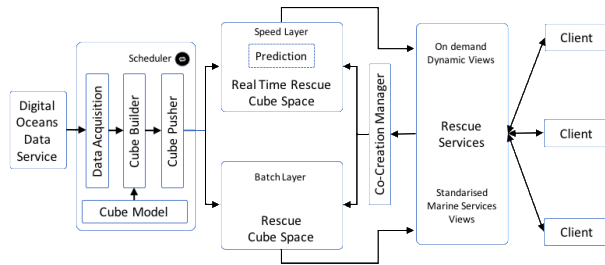 Digital
Oceans
Data
Service
Scheduler
Data Acquisition
Cube Builder
Cube Pusher
Cube Model
Speed Layer
Prediction
Real Time Rescue
Cube Space
Batch Layer
Rescue
Cube Space
Co-Creation Manager
On demand
Dynamic Views
Rescue
Services
Standarised
Marine Services
Views
Client
Client
Client